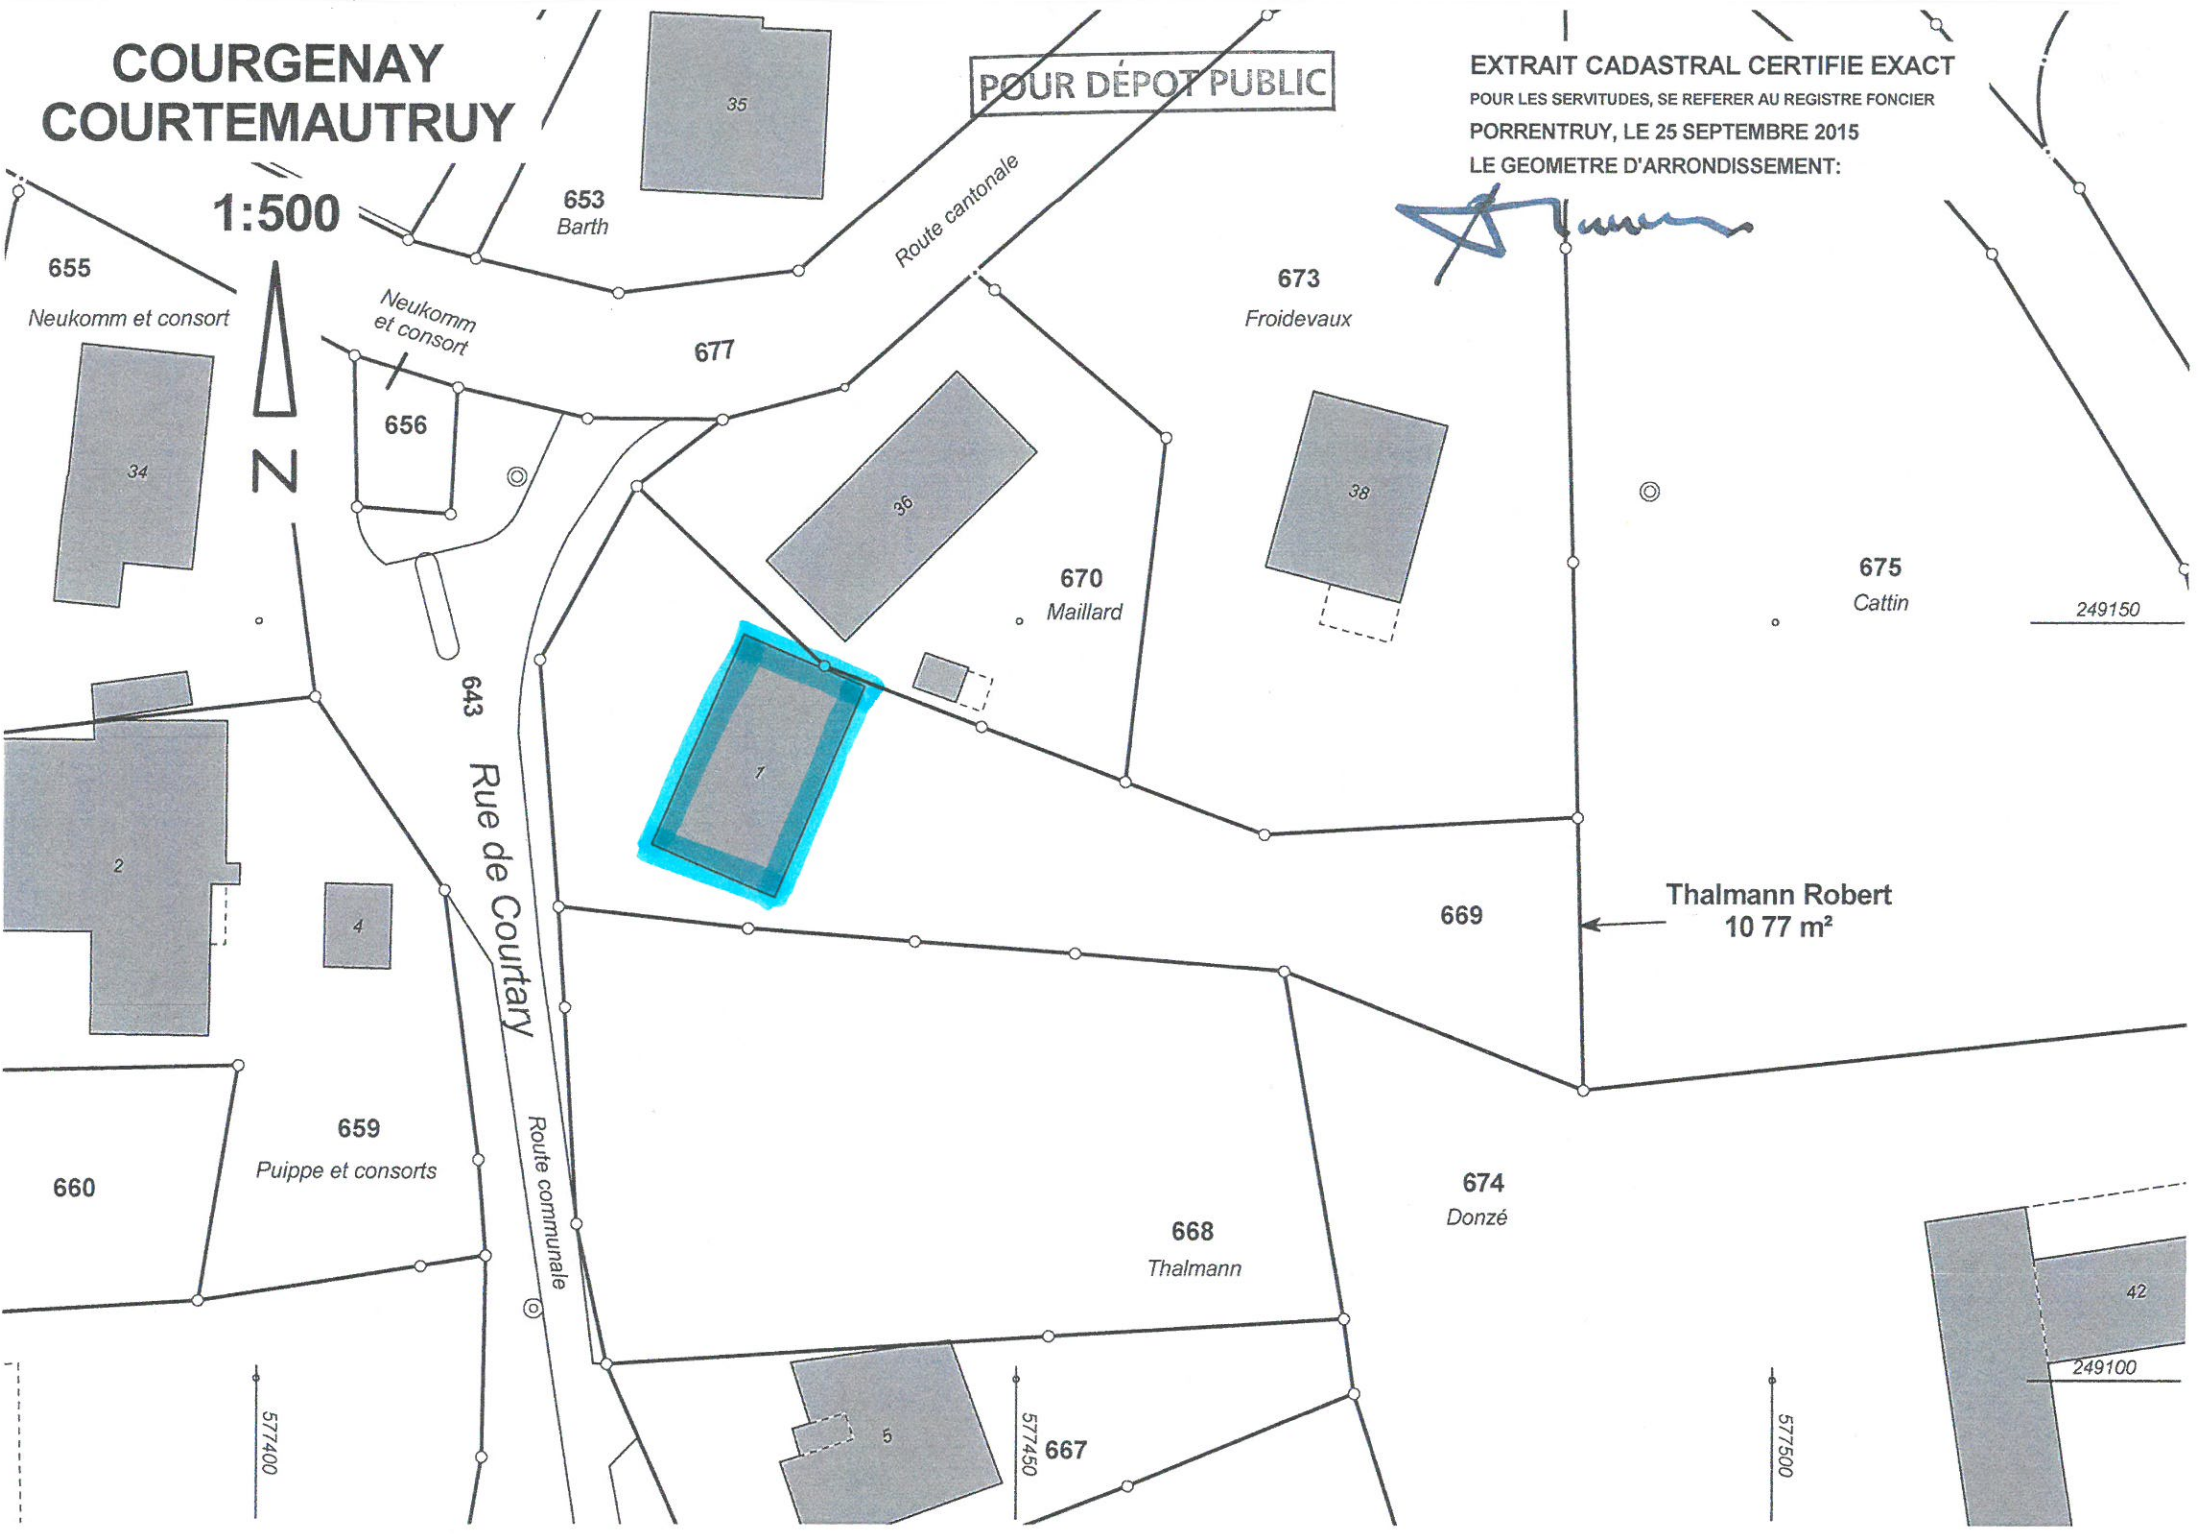 COURGENAY
COURTEMAUTRUY
1:500
N
POUR DÉPOT PUBLIC
EXTRAIT CADASTRAL CERTIFIE EXACT
POUR LES SERVITUDES, SE REFERER AU REGISTRE FONCIER
PORRENTRUY, LE 25 SEPTEMBRE 2015
LE GEOMETRE D'ARRONDISSEMENT:
35
653
Barth
Route cantonale
655
Neukomm et consort
Neukomm
et consort
677
673
Froidevaux
656
34
36
38
670
Maillard
675
Cattin
249150
643
Rue de Courtary
1
2
4
669
Thalmann Robert
10 77 m²
659
Puippe et consorts
660
Route communale
668
Thalmann
674
Donzé
42
249100
5
667
577400
577450
577500